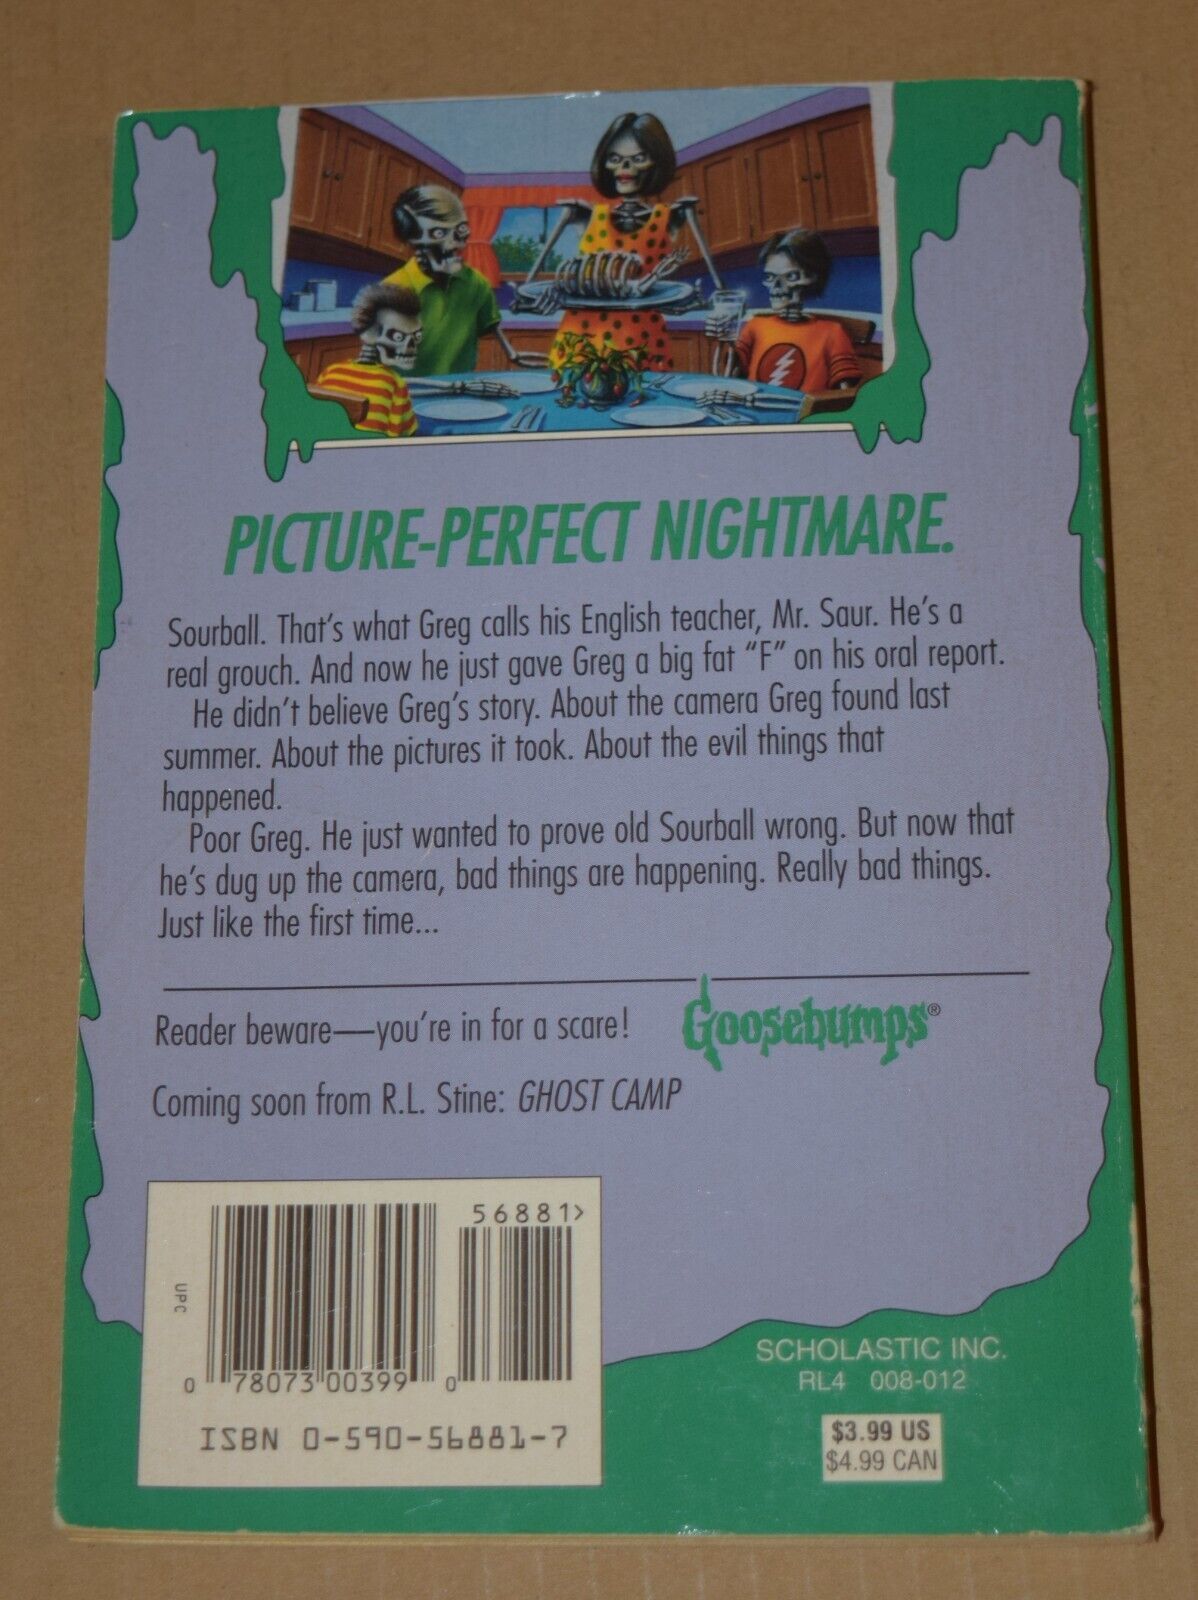 PICTURE-PERFECT NIGHTMARE.
Sourball. That's what Greg calls his English teacher, Mr. Saur. He's a
real grouch. And now he just gave Greg a big fat "F" on his oral report.
He didn't believe Greg's story. About the camera Greg found last
summer. About the pictures it took. About the evil things that
happened.
Poor Greg. He just wanted to prove old Sourball wrong. But now that
he's dug up the camera, bad things are happening. Really bad things.
Just like the first time...
Reader beware—you're in for a scare!
Goosebumps®
Coming soon from R.L. Stine: GHOST CAMP
56881>
UPC
0 78073 00399 0
ISBN 0-590-56881-7
SCHOLASTIC INC.
RL4 008-012
$3.99 US
$4.99 CAN